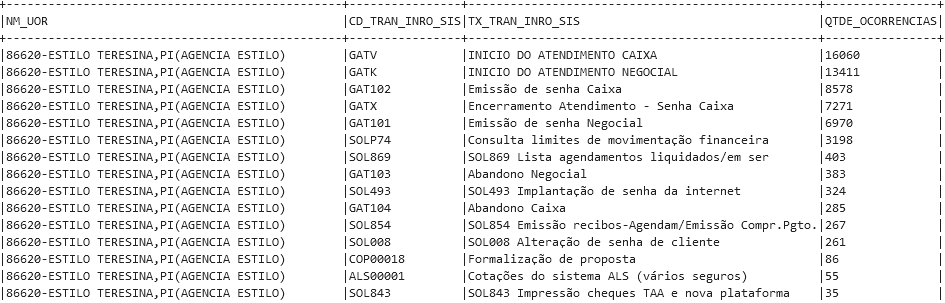 |NM_UOR |CD_TRAN_INRO_SIS|TX_TRAN_INRO_SIS |QTDE_OCORRENCIAS|
|86620-ESTILO TERESINA,PI(AGENCIA ESTILO) |GATV |INICIO DO ATENDIMENTO CAIXA |16060 |
|86620-ESTILO TERESINA,PI(AGENCIA ESTILO) |GATK |INICIO DO ATENDIMENTO NEGOCIAL |13411 |
|86620-ESTILO TERESINA,PI(AGENCIA ESTILO) |GAT102 |Emissão de senha Caixa |8578 |
|86620-ESTILO TERESINA,PI(AGENCIA ESTILO) |GATX |Encerramento Atendimento - Senha Caixa |7271 |
|86620-ESTILO TERESINA,PI(AGENCIA ESTILO) |GAT101 |Emissão de senha Negocial |6970 |
|86620-ESTILO TERESINA,PI(AGENCIA ESTILO) |SOLP74 |Consulta limites de movimentação financeira |3198 |
|86620-ESTILO TERESINA,PI(AGENCIA ESTILO) |SOL869 |SOL869 Lista agendamentos liquidados/em ser |403 |
|86620-ESTILO TERESINA,PI(AGENCIA ESTILO) |GAT103 |Abandono Negocial |383 |
|86620-ESTILO TERESINA,PI(AGENCIA ESTILO) |SOL493 |SOL493 Implantação de senha da internet |324 |
|86620-ESTILO TERESINA,PI(AGENCIA ESTILO) |GAT104 |Abandono Caixa |285 |
|86620-ESTILO TERESINA,PI(AGENCIA ESTILO) |SOL854 |SOL854 Emissão recibos-Agendam/Emissão Compr.Pgto.|267 |
|86620-ESTILO TERESINA,PI(AGENCIA ESTILO) |SOL008 |SOL008 Alteração de senha de cliente |261 |
|86620-ESTILO TERESINA,PI(AGENCIA ESTILO) |COP00018 |Formalização de proposta |86 |
|86620-ESTILO TERESINA,PI(AGENCIA ESTILO) |ALS00001 |Cotações do sistema ALS (vários seguros) |55 |
|86620-ESTILO TERESINA,PI(AGENCIA ESTILO) |SOL843 |SOL843 Impressão cheques TAA e nova plataforma |35 |